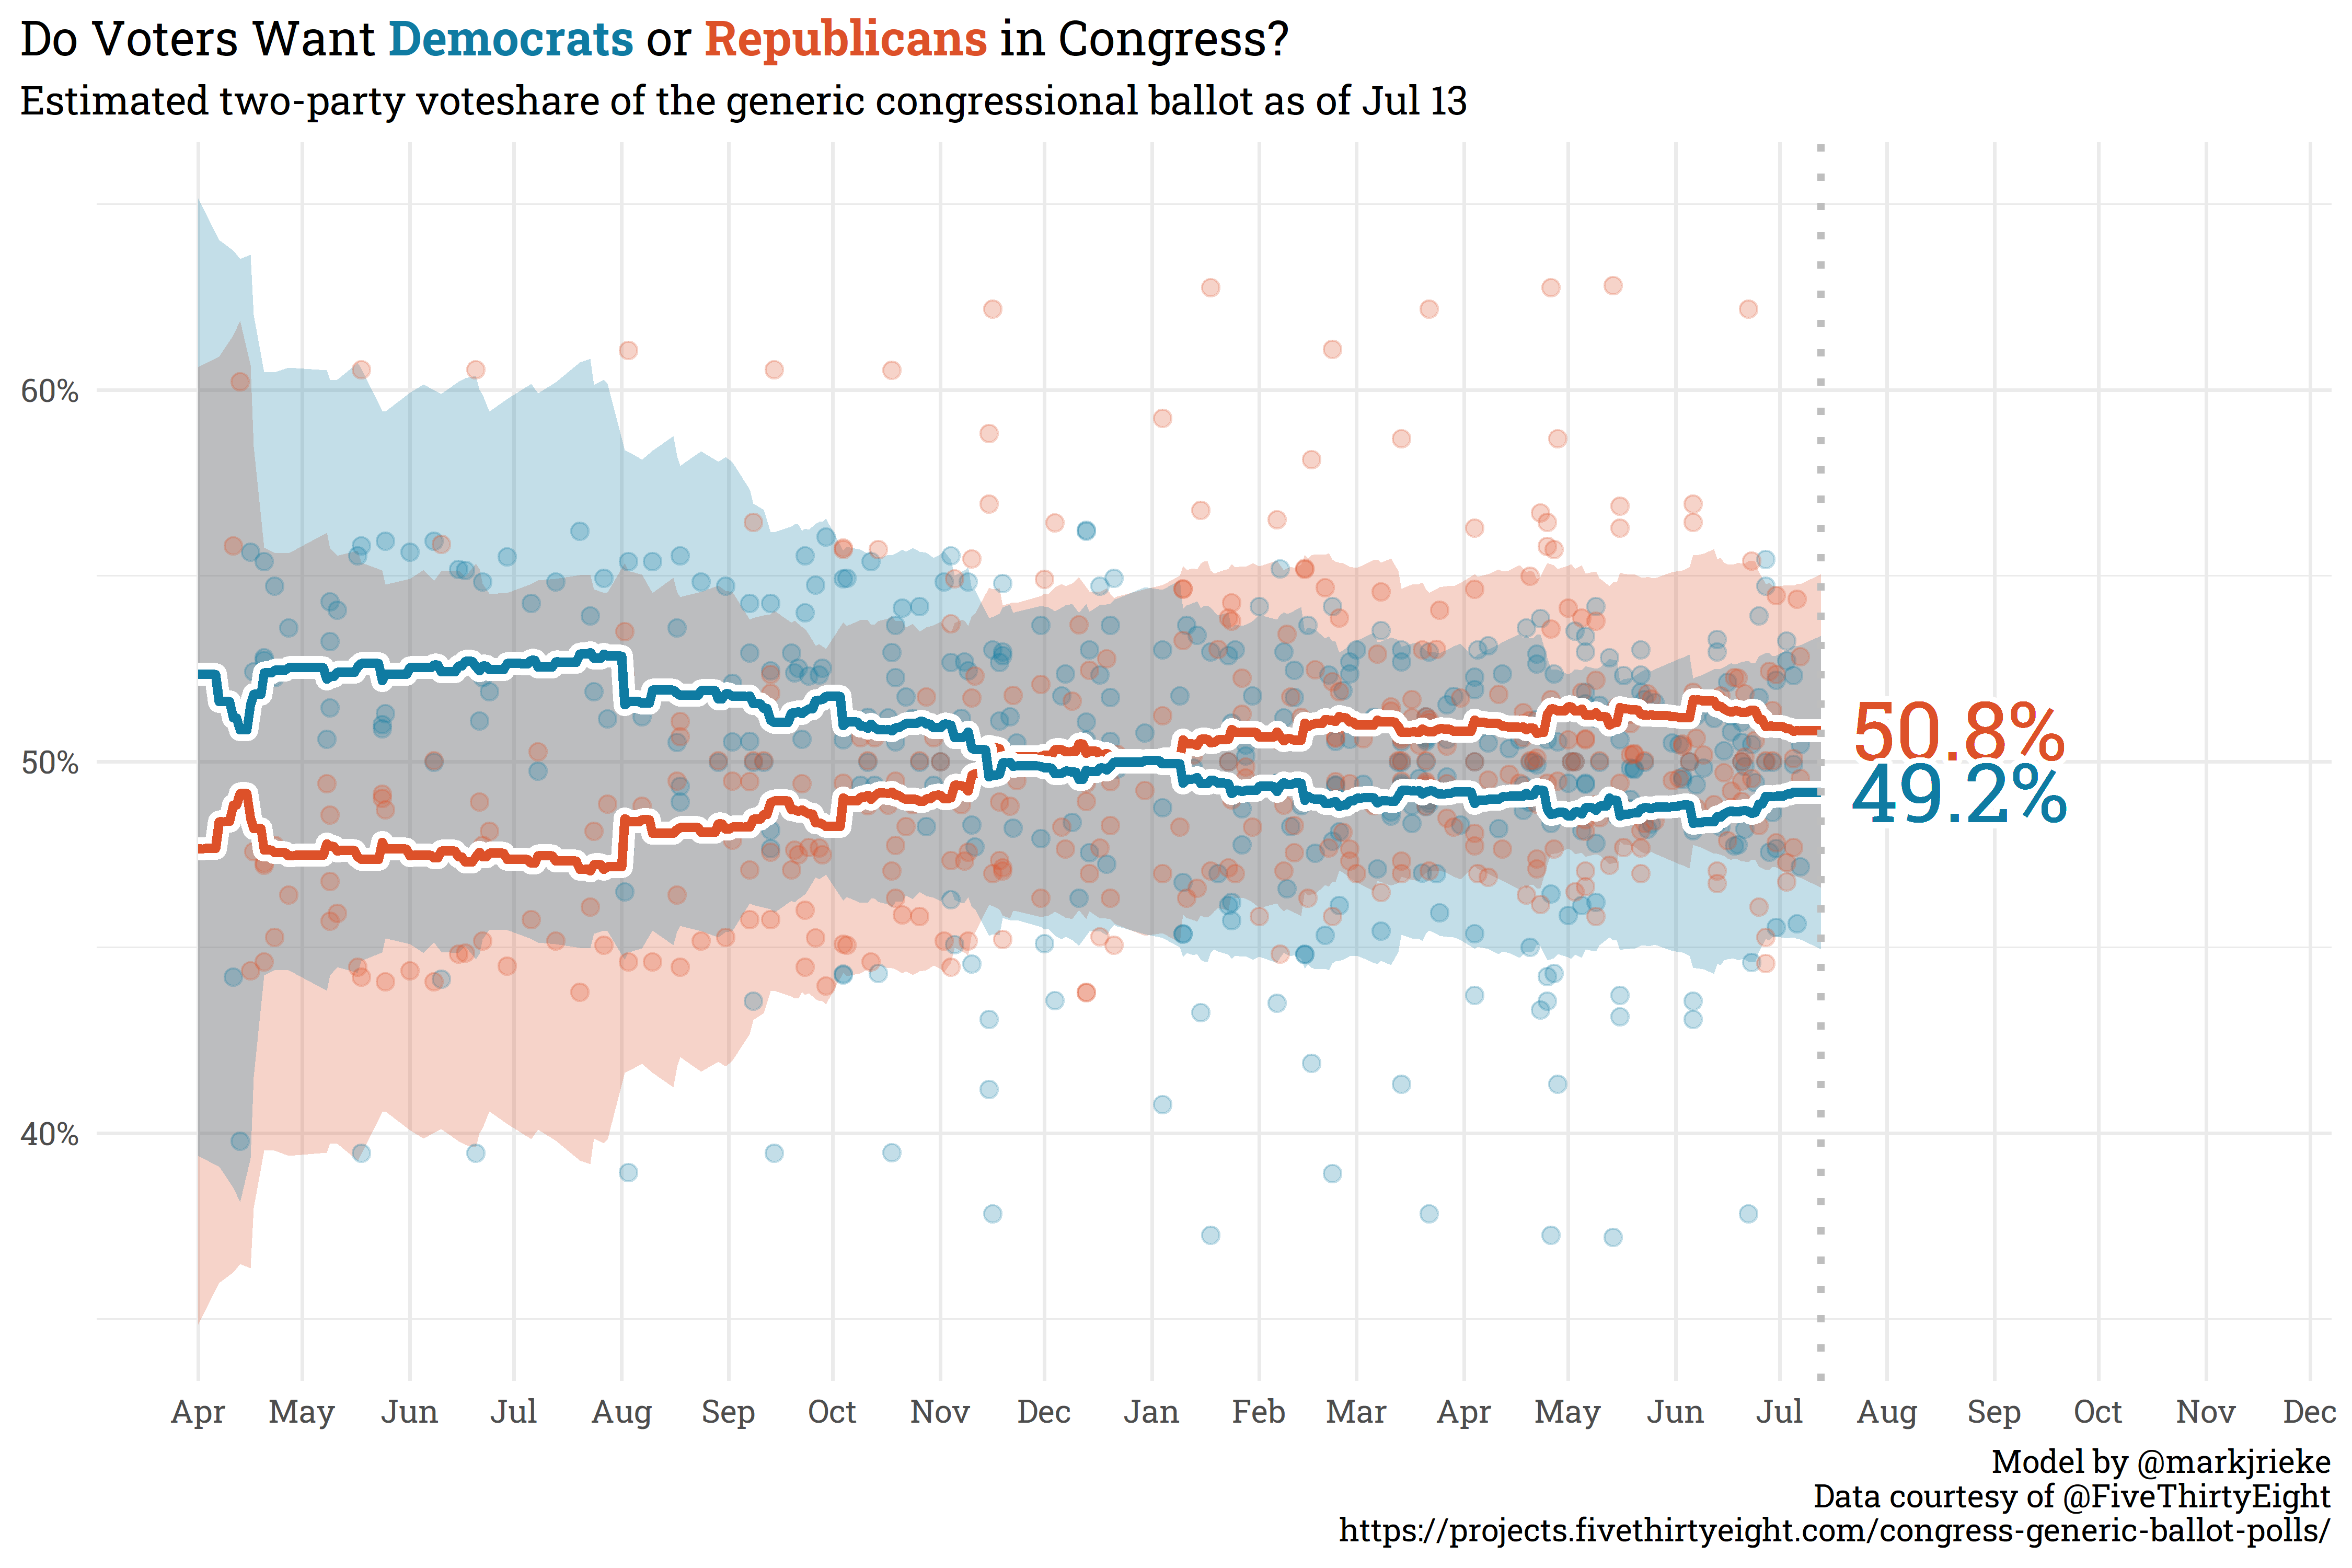 Do Voters Want Democrats or Republicans in Congress?
Estimated two-party voteshare of the generic congressional ballot as of Jul 13
60%
50%
40%
50.8%
49.2%
Apr May Jun Jul Aug Sep Oct Nov Dec Jan Feb Mar Apr May Jun Jul Aug Sep Oct Nov Dec
Model by @markjrieke
Data courtesy of @FiveThirtyEight
https://projects.fivethirtyeight.com/congress-generic-ballot-polls/